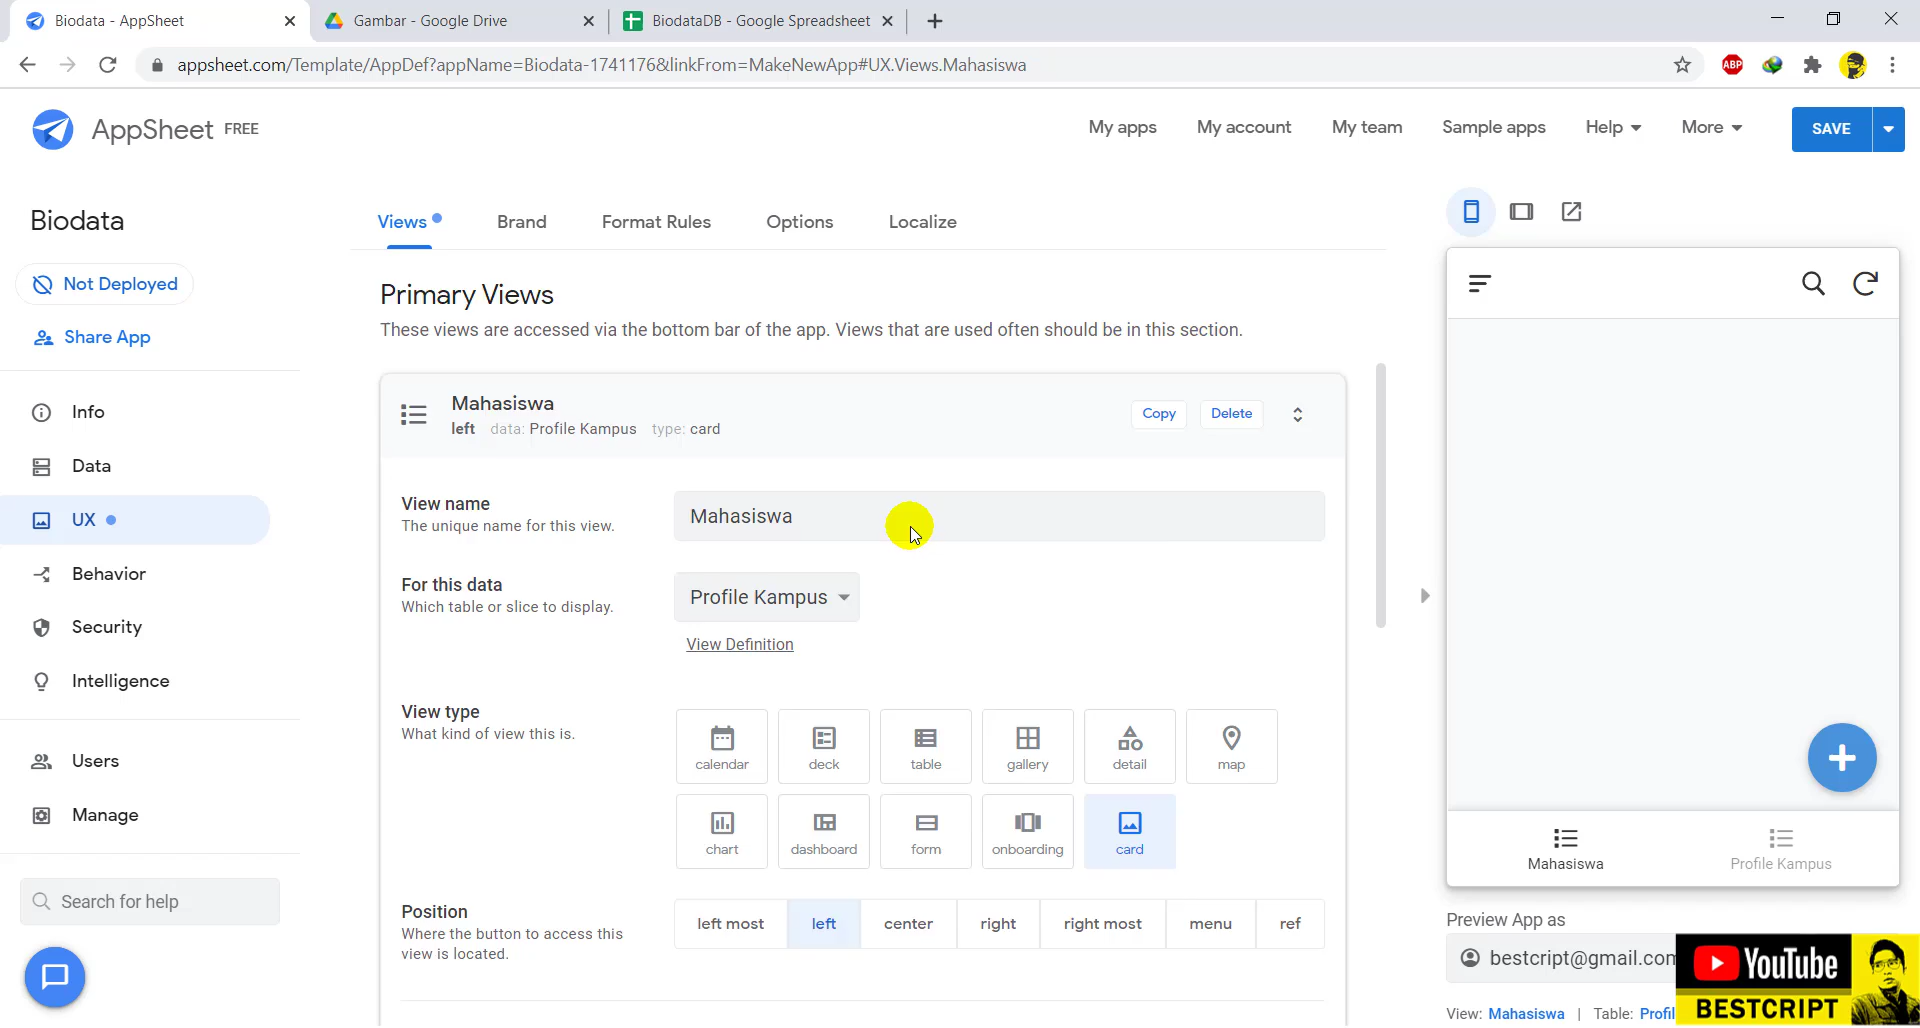 Biodata - AppSheet
Gambar - Google Drive
BiodataDB - Google Spreadsheet
appsheet.com/Template/AppDef?appName=Biodata-1741176&linkFrom=MakeNewApp#UX.Views.Mahasiswa
ABP
AppSheet FREE
My apps
My account
My team
Sample apps
Help
More
SAVE
Biodata
Not Deployed
Share App
Info
Data
UX
Behavior
Security
Intelligence
Users
Manage
Search for help
Views
Brand
Format Rules
Options
Localize
Primary Views
These views are accessed via the bottom bar of the app. Views that are used often should be in this section.
Mahasiswa
left data: Profile Kampus type: card
Copy
Delete
View name
The unique name for this view.
Mahasiswa
For this data
Which table or slice to display.
Profile Kampus
View Definition
View type
What kind of view this is.
calendar
deck
table
gallery
detail
map
chart
dashboard
form
onboarding
card
Position
Where the button to access this
view is located.
left most
left
center
right
right most
menu
ref
Mahasiswa
Profile Kampus
Preview App as
bestcript@gmail.com
View: Mahasiswa | Table: Profil
YouTube
BESTCRIPT